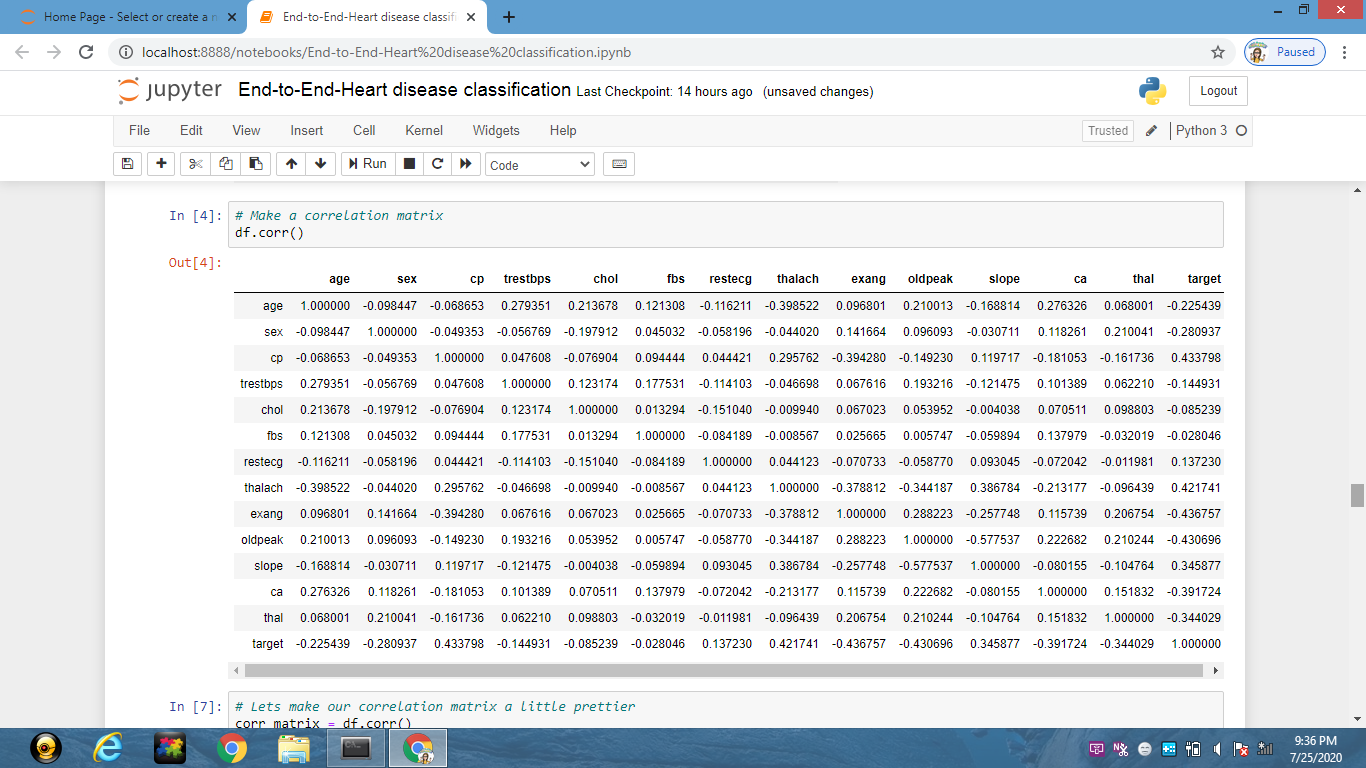 Home Page - Select or create a n
End-to-End-Heart disease classifi
localhost:8888/notebooks/End-to-End-Heart%20disease%20classification.ipynb
Paused
jupyter End-to-End-Heart disease classification Last Checkpoint: 14 hours ago (unsaved changes)
Logout
File Edit View Insert Cell Kernel Widgets Help
Trusted Python 3
Run Code
In [4]: # Make a correlation matrix
df.corr()
Out[4]:
age sex cp trestbps chol fbs restecg thalach exang oldpeak slope ca thal target
age 1.000000 -0.098447 -0.068653 0.279351 0.213678 0.121308 -0.116211 -0.398522 0.096801 0.210013 -0.168814 0.276326 0.068001 -0.225439
sex -0.098447 1.000000 -0.049353 -0.056769 -0.197912 0.045032 -0.058196 -0.044020 0.141664 0.096093 -0.030711 0.118261 0.210041 -0.280937
cp -0.068653 -0.049353 1.000000 0.047608 -0.076904 0.094444 0.044421 0.295762 -0.394280 -0.149230 0.119717 -0.181053 -0.161736 0.433798
trestbps 0.279351 -0.056769 0.047608 1.000000 0.123174 0.177531 -0.114103 -0.046698 0.067616 0.193216 -0.121475 0.101389 0.062210 -0.144931
chol 0.213678 -0.197912 -0.076904 0.123174 1.000000 0.013294 -0.151040 -0.009940 0.067023 0.053952 -0.004038 0.070511 0.098803 -0.085239
fbs 0.121308 0.045032 0.094444 0.177531 0.013294 1.000000 -0.084189 -0.008567 0.025665 0.005747 -0.059894 0.137979 -0.032019 -0.028046
restecg -0.116211 -0.058196 0.044421 -0.114103 -0.151040 -0.084189 1.000000 0.044123 -0.070733 -0.058770 0.093045 -0.072042 -0.011981 0.137230
thalach -0.398522 -0.044020 0.295762 -0.046698 -0.009940 -0.008567 0.044123 1.000000 -0.378812 -0.344187 0.386784 -0.213177 -0.096439 0.421741
exang 0.096801 0.141664 -0.394280 0.067616 0.067023 0.025665 -0.070733 -0.378812 1.000000 0.288223 -0.257748 0.115739 0.206754 -0.436757
oldpeak 0.210013 0.096093 -0.149230 0.193216 0.053952 0.005747 -0.058770 -0.344187 0.288223 1.000000 -0.577537 0.222682 0.210244 -0.430696
slope -0.168814 -0.030711 0.119717 -0.121475 -0.004038 -0.059894 0.093045 0.386784 -0.257748 -0.577537 1.000000 -0.080155 -0.104764 0.345877
ca 0.276326 0.118261 -0.181053 0.101389 0.070511 0.137979 -0.072042 -0.213177 0.115739 0.222682 -0.080155 1.000000 0.151832 -0.391724
thal 0.068001 0.210041 -0.161736 0.062210 0.098803 -0.032019 -0.011981 -0.096439 0.206754 0.210244 -0.104764 0.151832 1.000000 -0.344029
target -0.225439 -0.280937 0.433798 -0.144931 -0.085239 -0.028046 0.137230 0.421741 -0.436757 -0.430696 0.345877 -0.391724 -0.344029 1.000000
In [7]: # Lets make our correlation matrix a little prettier
corr_matrix = df.corr()
9:36 PM
7/25/2020